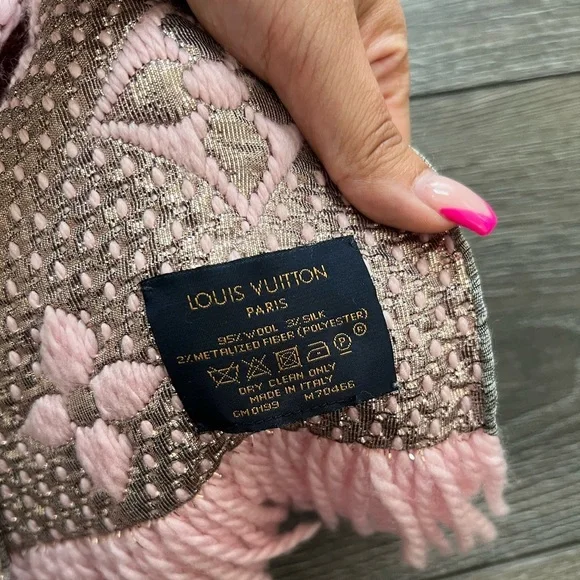 LOUIS VUITTON
PARIS
95% WOOL 3% SILK
2% METALIZED FIBER (POLYESTER)
P
DRY CLEAN ONLY
MADE IN ITALY
GM0199 M70466